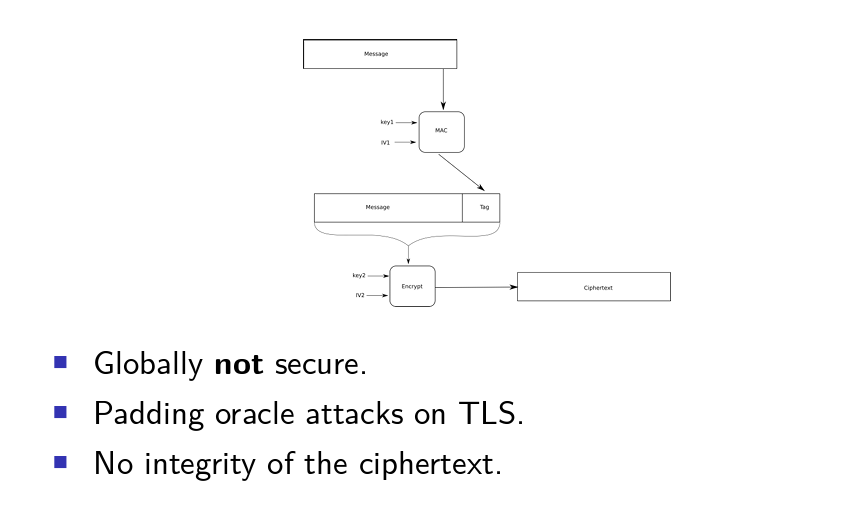 Message
key1
MAC
IV1
Message
Tag
key2
Encrypt
Ciphertext
IV2
Globally not secure.
Padding oracle attacks on TLS.
No integrity of the ciphertext.